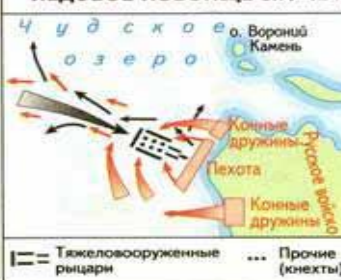 Чудское
озеро
о. Вороний
Камень
Конные
дружины
Пехота
Русское войско
Конные
дружины
Тяжеловооруженные
рыцари
Прочие
(кнехты)